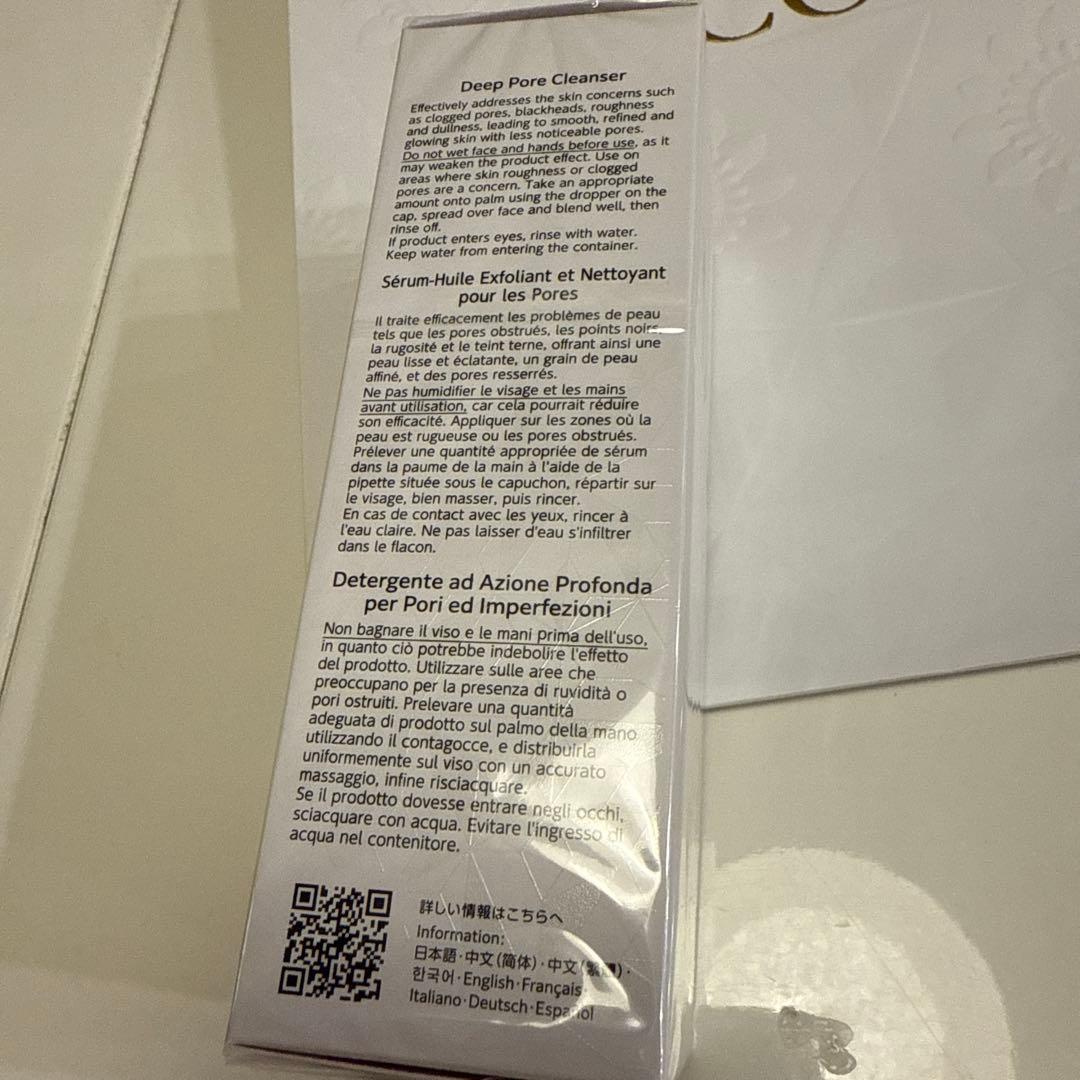 Deep Pore Cleanser
Effectively addresses the skin concerns such
as clogged pores, blackheads, roughness
and dullness, leading to smooth, refined and
glowing skin with less noticeable pores.
Do not wet face and hands before use, as it
may weaken the product effect. Use on
areas where skin roughness or clogged
pores are a concern. Take an appropriate
amount onto palm using the dropper on the
cap, spread over face and blend well, then
rinse off.
If product enters eyes, rinse with water.
Keep water from entering the container.
Sérum-Huile Exfoliant et Nettoyant
pour les Pores
Il traite efficacement les problèmes de peau
tels que les pores obstrués, les points noirs,
la rugosité et le teint terne, offrant ainsi une
peau lisse et éclatante, un grain de peau
affiné, et des pores resserrés.
Ne pas humidifier le visage et les mains
avant utilisation, car cela pourrait réduire
son efficacité. Appliquer sur les zones où la
peau est rugueuse ou les pores obstrués.
Prélever une quantité appropriée de sérum
dans la paume de la main à l'aide de la
pipette située sous le capuchon, répartir sur
le visage, bien masser, puis rincer.
En cas de contact avec les yeux, rincer à
l'eau claire. Ne pas laisser d'eau s'infiltrer
dans le flacon.
Detergente ad Azione Profonda
per Pori ed Imperfezioni
Non bagnare il viso e le mani prima dell'uso,
in quanto ciò potrebbe indebolire l'effetto
del prodotto. Utilizzare sulle aree che
preoccupano per la presenza di ruvidità o
pori ostruiti. Prelevare una quantità
adeguata di prodotto sul palmo della mano
utilizzando il contagocce, e distribuirla
uniformemente sul viso con un accurato
massaggio, infine risciacquare.
Se il prodotto dovesse entrare negli occhi,
sciacquare con acqua. Evitare l'ingresso di
acqua nel contenitore.
詳しい情報はこちらへ
Information:
日本語・中文(简体)・中文(繁體)・
한국어・English・Français・
Italiano・Deutsch・Español